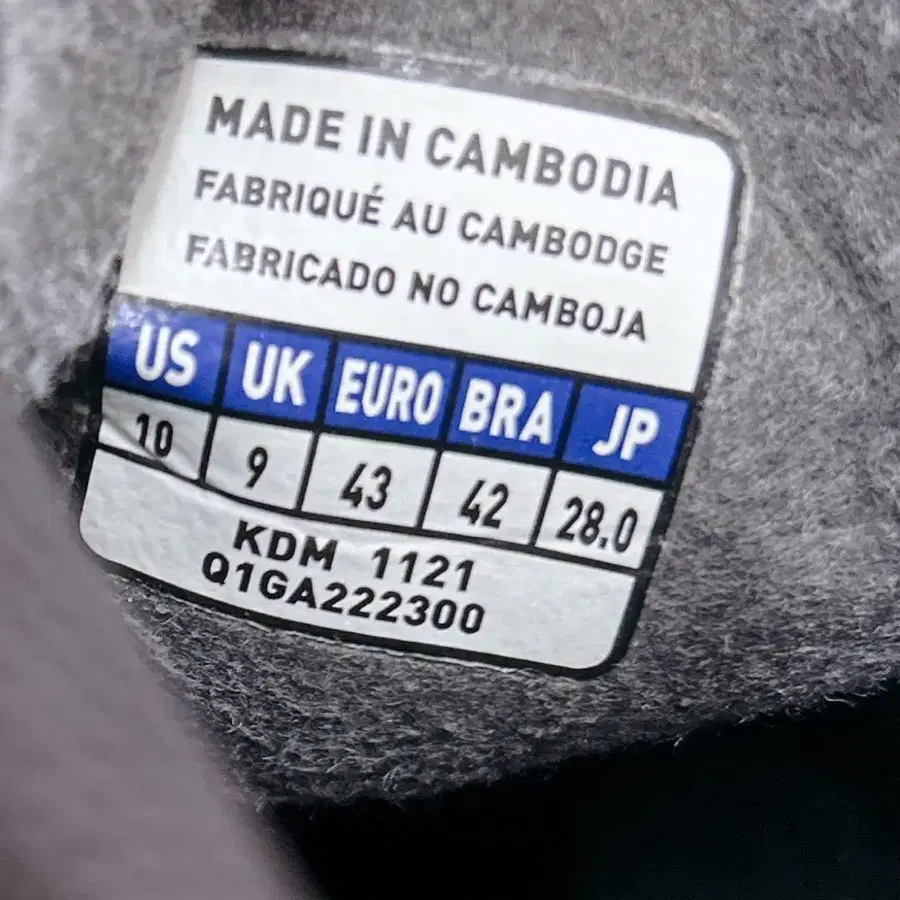 MADE IN CAMBODIA
FABRIQUÉ AU CAMBODGE
FABRICADO NO CAMBOJA
US UK EURO BRA JP
10 9 43 42 28.0
KDM 1121
Q1GA222300